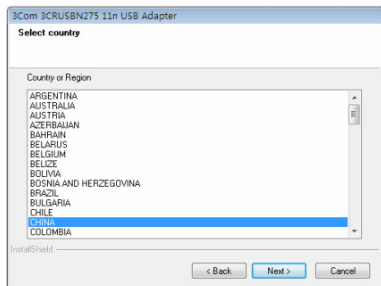 3Com 3CRUSBN275 11n USB Adapter
Select country
Country or Region
ARGENTINA
AUSTRALIA
AUSTRIA
AZERBAIJAN
BAHRAIN
BELARUS
BELGIUM
BELIZE
BOLIVIA
BOSNIA AND HERZEGOVINA
BRAZIL
BULGARIA
CHILE
CHINA
COLOMBIA
InstallShield
< Back
Next >
Cancel